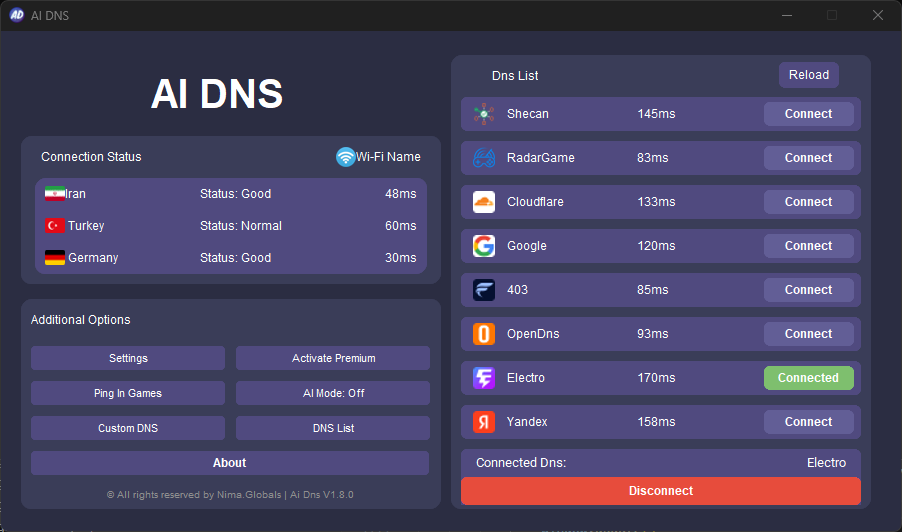 AI DNS
AI DNS
Connection Status
Wi-Fi Name
Iran Status: Good 48ms
Turkey Status: Normal 60ms
Germany Status: Good 30ms
Additional Options
Settings Activate Premium
Ping In Games AI Mode: Off
Custom DNS DNS List
About
© All rights reserved by Nima.Globals | Ai Dns V1.8.0
Dns List Reload
Shecan 145ms Connect
RadarGame 83ms Connect
Cloudflare 133ms Connect
Google 120ms Connect
403 85ms Connect
OpenDns 93ms Connect
Electro 170ms Connected
Yandex 158ms Connect
Connected Dns: Electro
Disconnect